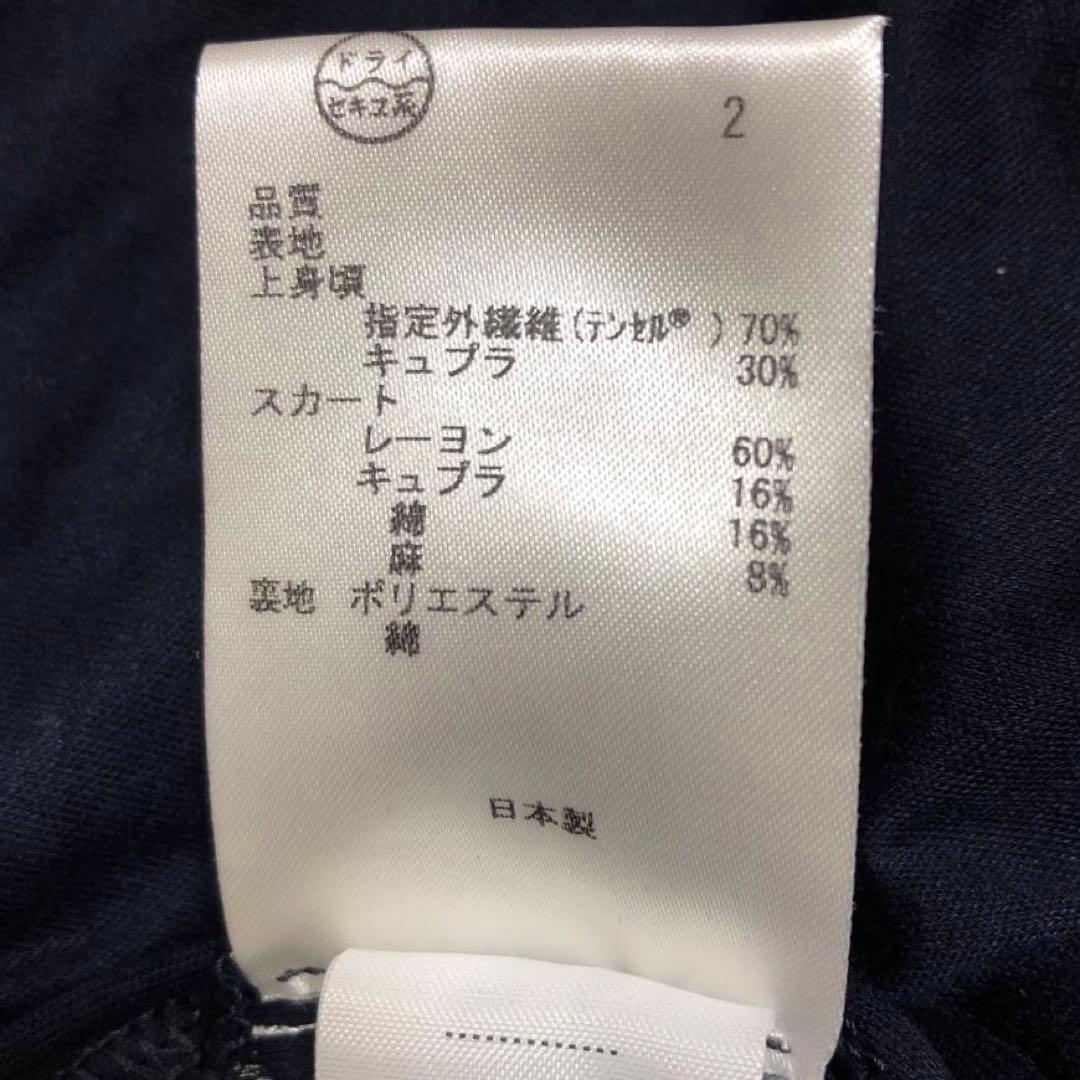 ドライ
セキユ系
2
品質
表地
上身頃
指定外繊維(テンセル® ) 70%
キュプラ 30%
スカート
レーヨン 60%
キュプラ 16%
綿 16%
麻 8%
裏地 ポリエステル
綿
日本製